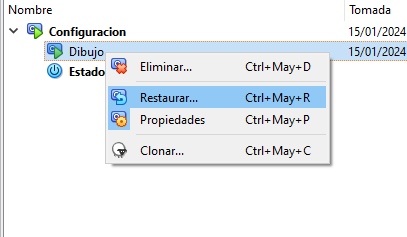 Nombre Tomada
Configuracion 15/01/2024
Dibujo 15/01/2024
Estado
Eliminar... Ctrl+May+D
Restaurar... Ctrl+May+R
Propiedades Ctrl+May+P
Clonar... Ctrl+May+C